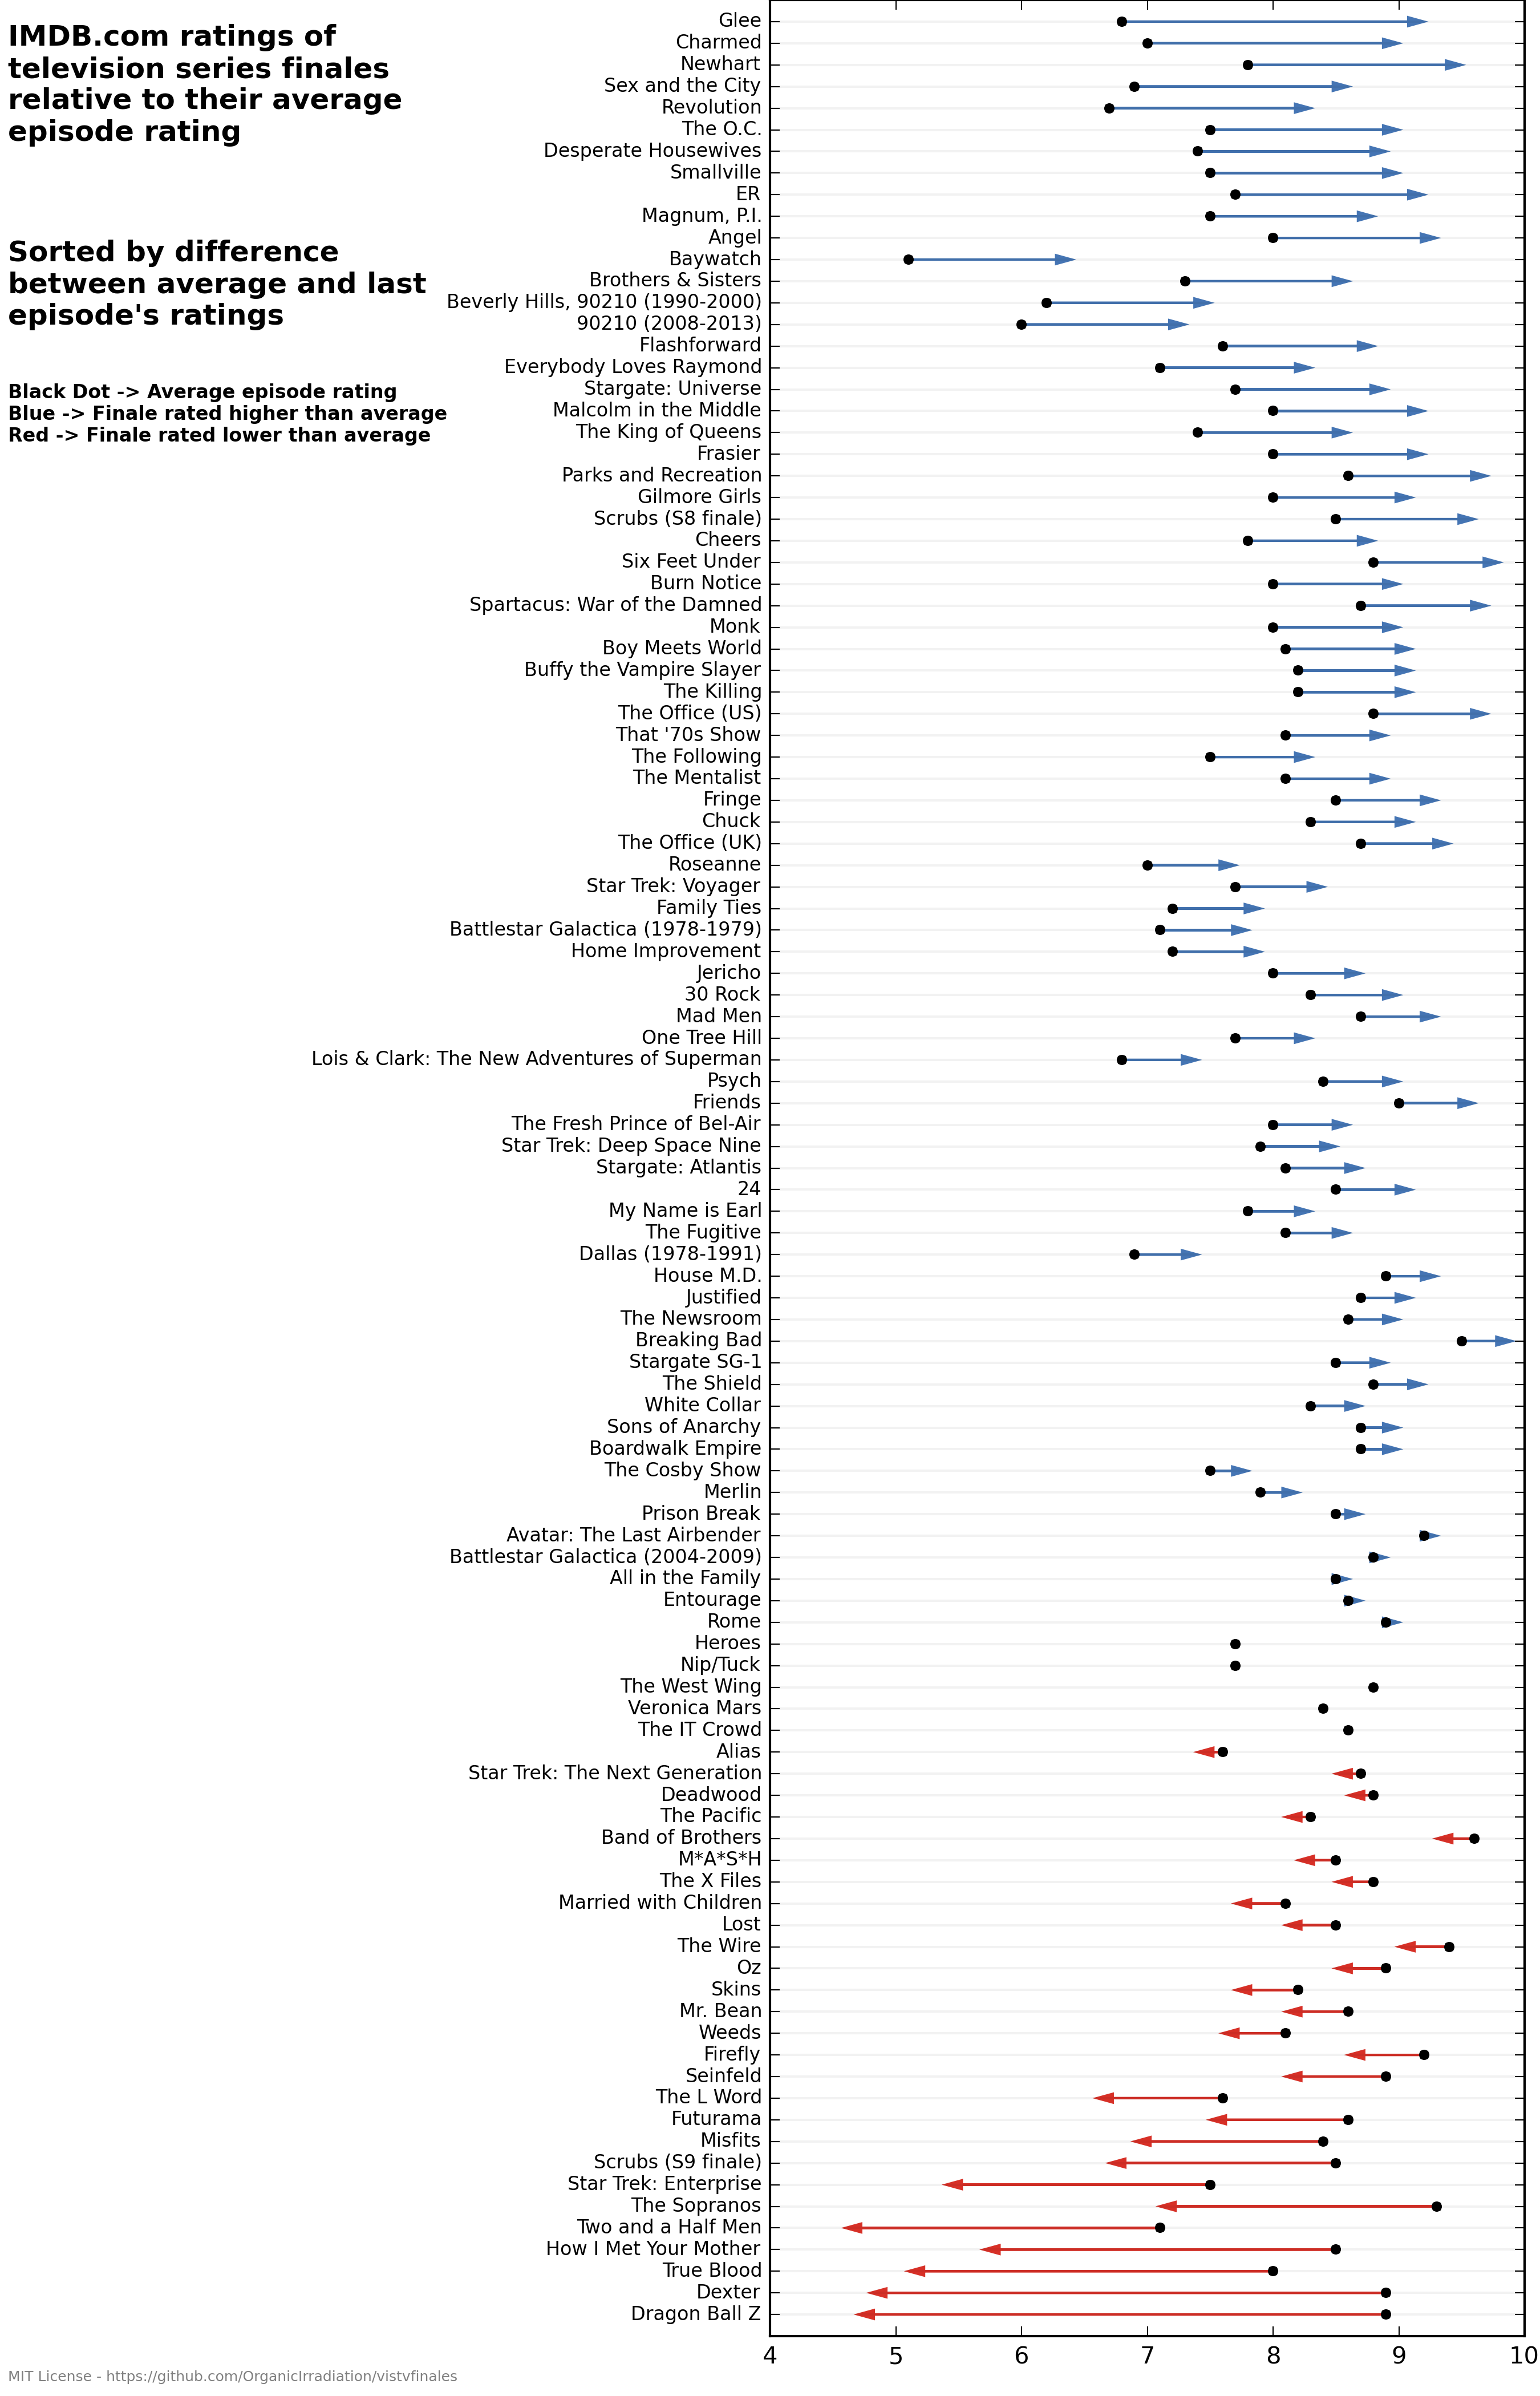 IMDB.com ratings of
television series finales
relative to their average
episode rating
Sorted by difference
between average and last
episode's ratings
Black Dot -> Average episode rating
Blue -> Finale rated higher than average
Red -> Finale rated lower than average
Glee
Charmed
Newhart
Sex and the City
Revolution
The O.C.
Desperate Housewives
Smallville
ER
Magnum, P.I.
Angel
Baywatch
Brothers & Sisters
Beverly Hills, 90210 (1990-2000)
90210 (2008-2013)
Flashforward
Everybody Loves Raymond
Stargate: Universe
Malcolm in the Middle
The King of Queens
Frasier
Parks and Recreation
Gilmore Girls
Scrubs (S8 finale)
Cheers
Six Feet Under
Burn Notice
Spartacus: War of the Damned
Monk
Boy Meets World
Buffy the Vampire Slayer
The Killing
The Office (US)
That '70s Show
The Following
The Mentalist
Fringe
Chuck
The Office (UK)
Roseanne
Star Trek: Voyager
Family Ties
Battlestar Galactica (1978-1979)
Home Improvement
Jericho
30 Rock
Mad Men
One Tree Hill
Lois & Clark: The New Adventures of Superman
Psych
Friends
The Fresh Prince of Bel-Air
Star Trek: Deep Space Nine
Stargate: Atlantis
24
My Name is Earl
The Fugitive
Dallas (1978-1991)
House M.D.
Justified
The Newsroom
Breaking Bad
Stargate SG-1
The Shield
White Collar
Sons of Anarchy
Boardwalk Empire
The Cosby Show
Merlin
Prison Break
Avatar: The Last Airbender
Battlestar Galactica (2004-2009)
All in the Family
Entourage
Rome
Heroes
Nip/Tuck
The West Wing
Veronica Mars
The IT Crowd
Alias
Star Trek: The Next Generation
Deadwood
The Pacific
Band of Brothers
M*A*S*H
The X Files
Married with Children
Lost
The Wire
Oz
Skins
Mr. Bean
Weeds
Firefly
Seinfeld
The L Word
Futurama
Misfits
Scrubs (S9 finale)
Star Trek: Enterprise
The Sopranos
Two and a Half Men
How I Met Your Mother
True Blood
Dexter
Dragon Ball Z
4 5 6 7 8 9 10
MIT License - https://github.com/OrganicIrradiation/vistvfinales